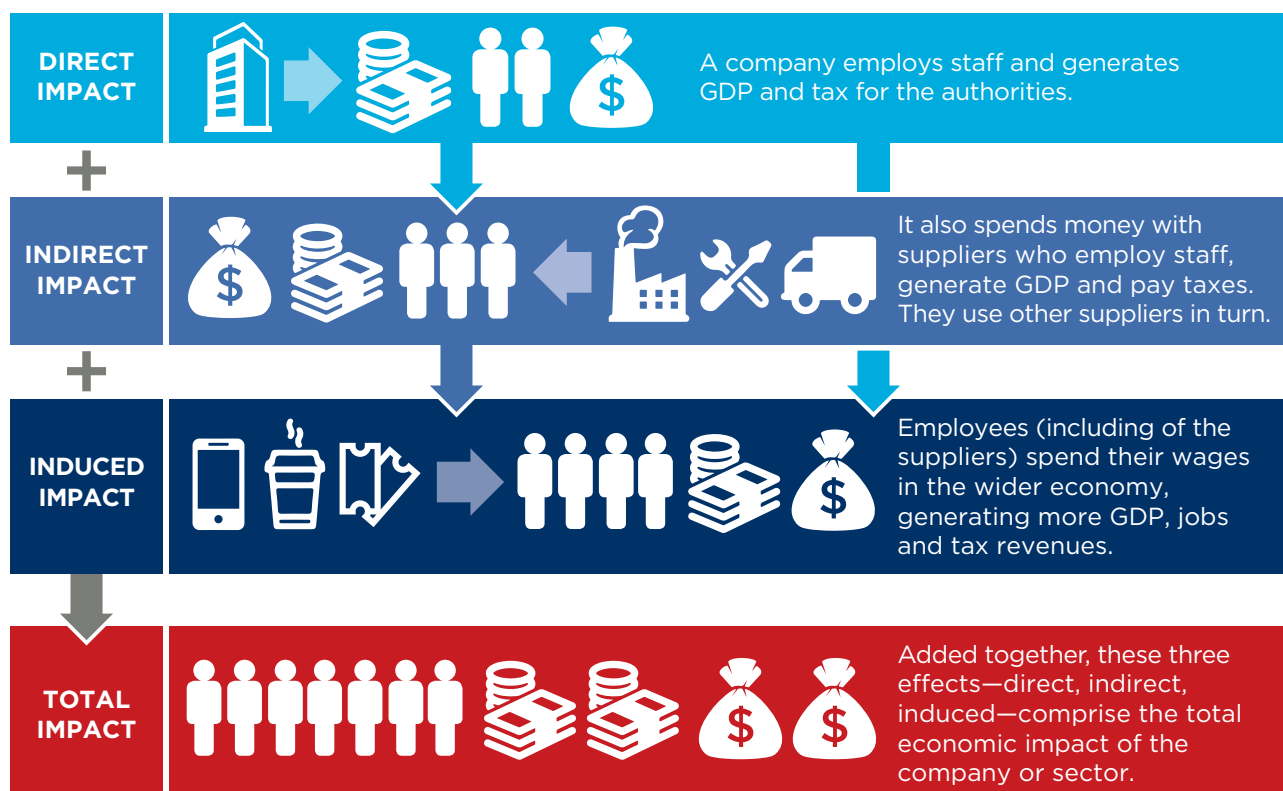 DIRECT
IMPACT
$
A company employs staff and generates
GDP and tax for the authorities.
+
INDIRECT
IMPACT
$
It also spends money with
suppliers who employ staff,
generate GDP and pay taxes.
They use other suppliers in turn.
+
INDUCED
IMPACT
$
Employees (including of the
suppliers) spend their wages
in the wider economy,
generating more GDP, jobs
and tax revenues.
TOTAL
IMPACT
$ $
Added together, these three
effects—direct, indirect,
induced—comprise the total
economic impact of the
company or sector.